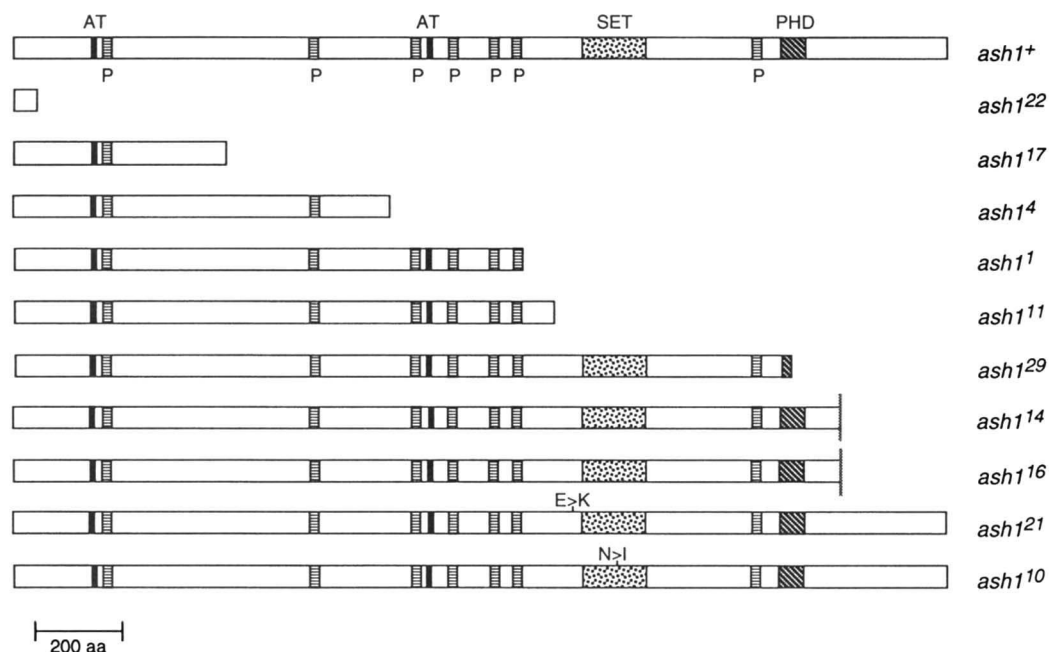 AT AT SET PHD
ash1+
P P P P P P P
ash1²²
ash1¹⁷
ash1⁴
ash1¹
ash1¹¹
ash1²⁹
ash1¹⁴
ash1¹⁶
E>K
ash1²¹
N>I
ash1¹⁰
200 aa